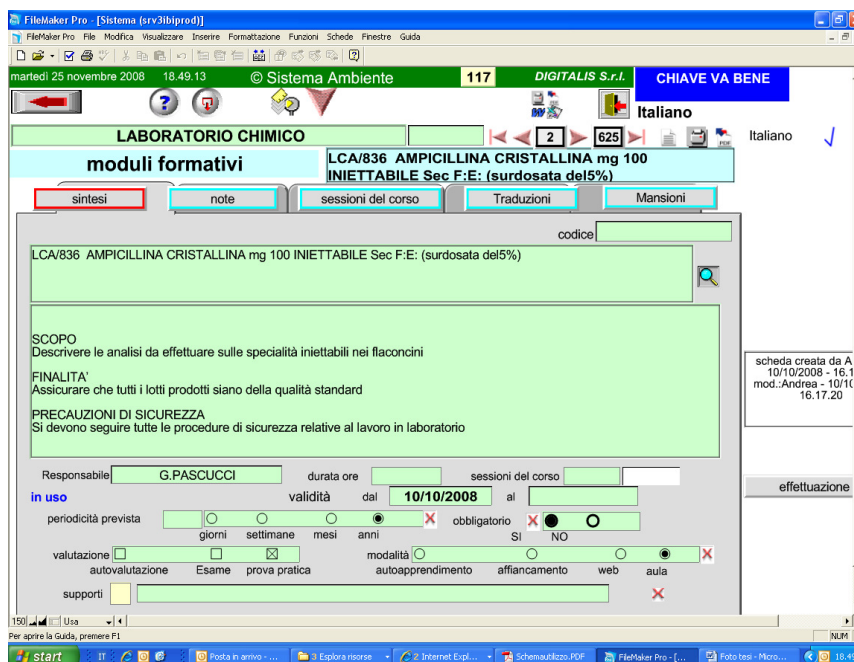 FileMaker Pro - [Sistema (srv3ibiprod)]
FileMaker Pro File Modifica Visualizzare Inserire Formattazione Funzioni Schede Finestre Guida
martedì 25 novembre 2008 18.49.13 © Sistema Ambiente 117 DIGITALIS S.r.l. CHIAVE VA BENE
Italiano
LABORATORIO CHIMICO 2 625 PDF Italiano
moduli formativi
LCA/836 AMPICILLINA CRISTALLINA mg 100
INIETTABILE Sec F:E: (surdosata del5%)
sintesi note sessioni del corso Traduzioni Mansioni
codice
LCA/836 AMPICILLINA CRISTALLINA mg 100 INIETTABILE Sec F:E: (surdosata del5%)
SCOPO
Descrivere le analisi da effettuare sulle specialità iniettabili nei flaconcini
FINALITA'
Assicurare che tutti i lotti prodotti siano della qualità standard
PRECAUZIONI DI SICUREZZA
Si devono seguire tutte le procedure di sicurezza relative al lavoro in laboratorio
scheda creata da A
10/10/2008 - 16.1
mod.:Andrea - 10/10
16.17.20
Responsabile G.PASCUCCI durata ore sessioni del corso
effettuazione
in uso validità dal 10/10/2008 al
periodicità prevista giorni settimane mesi anni obbligatorio SI NO
valutazione autovalutazione Esame prova pratica modalità autoapprendimento affiancamento web aula
supporti
150 Usa
Per aprire la Guida, premere F1 NUM
start IT Posta in arrivo - ... 3 Esplora risorse 2 Internet Expl... Schemautilizzo.PDF FileMaker Pro - [... Foto tesi - Micro... 18.49